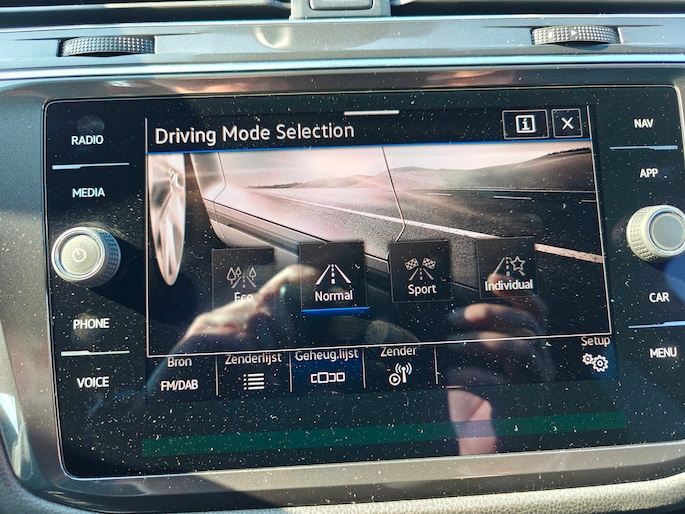 RADIO
MEDIA
PHONE
VOICE
Driving Mode Selection
i
X
Eco
Normal
Sport
Individual
Bron
FM/DAB
Zenderlijst
Geheug.lijst
Zender
Setup
NAV
APP
CAR
MENU